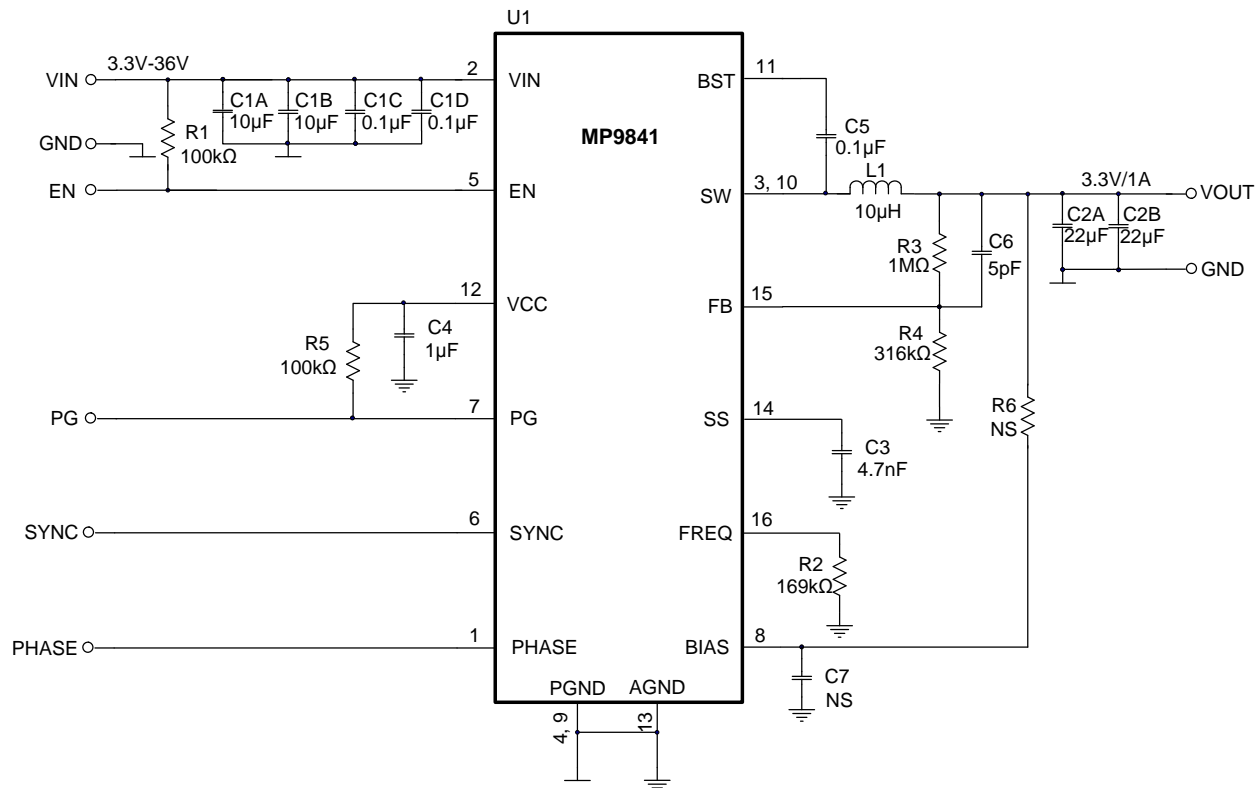 U1
MP9841
VIN
3.3V-36V
GND
EN
R1
100kΩ
C1A
10µF
C1B
10µF
C1C
0.1µF
C1D
0.1µF
2
VIN
5
EN
12
VCC
R5
100kΩ
C4
1µF
PG
7
PG
SYNC
6
SYNC
PHASE
1
PHASE
PGND
AGND
4, 9
13
BST
11
C5
0.1µF
SW
3, 10
L1
10µH
3.3V/1A
VOUT
R3
1MΩ
C6
5pF
C2A
22µF
C2B
22µF
GND
FB
15
R4
316kΩ
R6
NS
SS
14
C3
4.7nF
FREQ
16
R2
169kΩ
BIAS
8
C7
NS